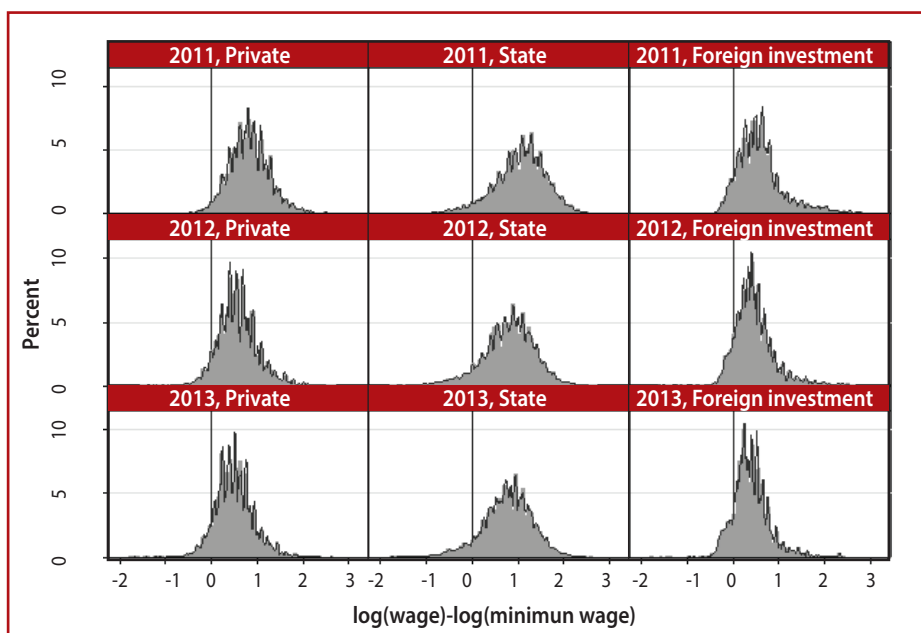 2011, Private 2011, State 2011, Foreign investment
10
5
0
2012, Private 2012, State 2012, Foreign investment
10
5
0
2013, Private 2013, State 2013, Foreign investment
10
5
0
Percent
-2 -1 0 1 2 3 -2 -1 0 1 2 3 -2 -1 0 1 2 3
log(wage)-log(minimun wage)